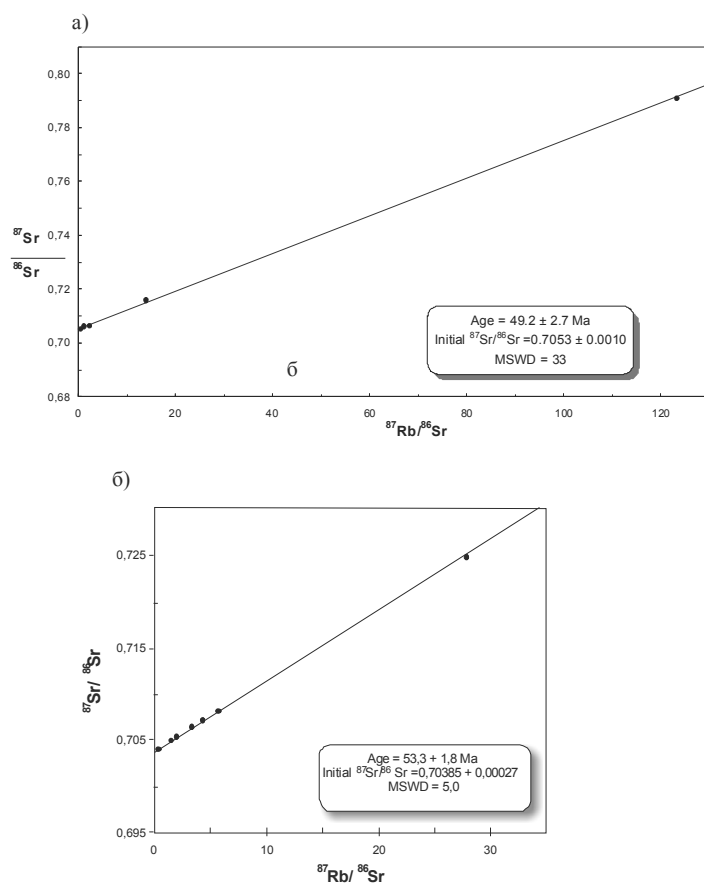 а)
0,80
0,78
0,76
0,74
0,72
0,70
0,68
87Sr
86Sr
Age = 49.2 ± 2.7 Ma
Initial 87Sr/86Sr =0.7053 ± 0.0010
MSWD = 33
б
0 20 40 60 80 100 120
87Rb/86Sr
б)
0,725
0,715
0,705
0,695
87Sr/ 86Sr
Age = 53,3 + 1,8 Ma
Initial 87Sr/86 Sr =0,70385 + 0,00027
MSWD = 5,0
0 10 20 30
87Rb/ 86Sr